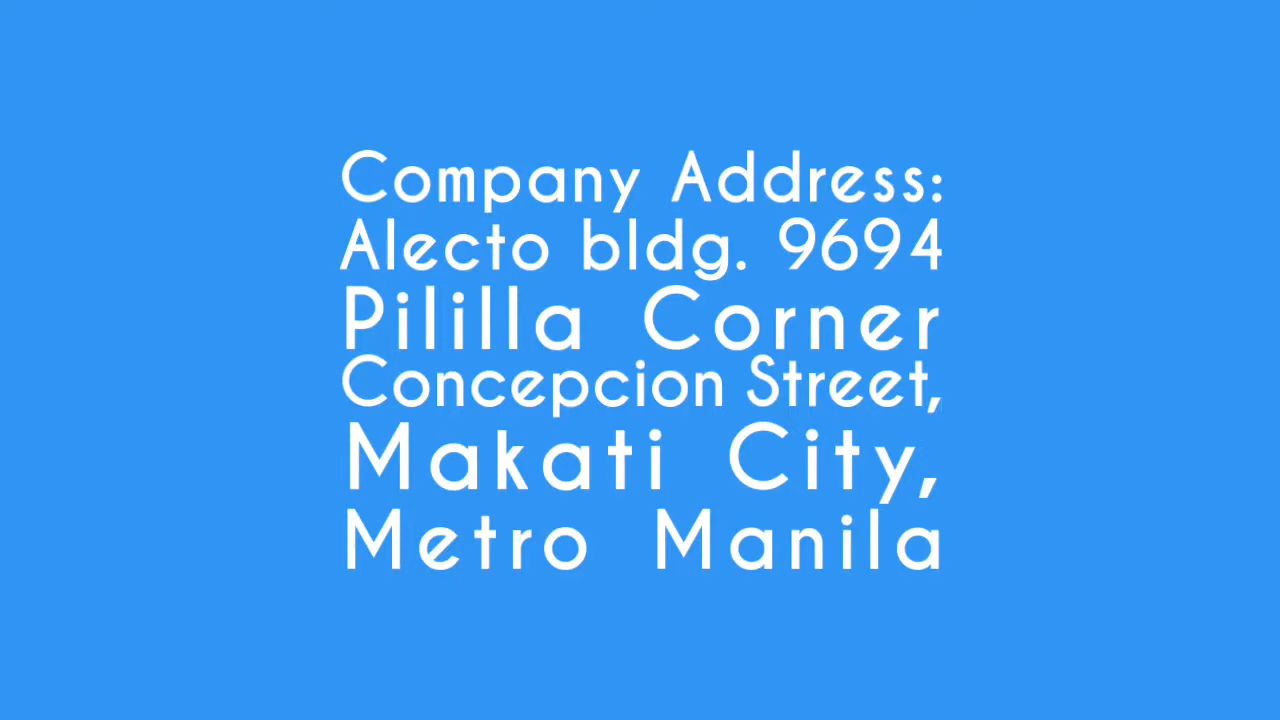 Company Address:
Alecto bldg. 9694
Pililla Corner
Concepcion Street,
Makati City,
Metro Manila